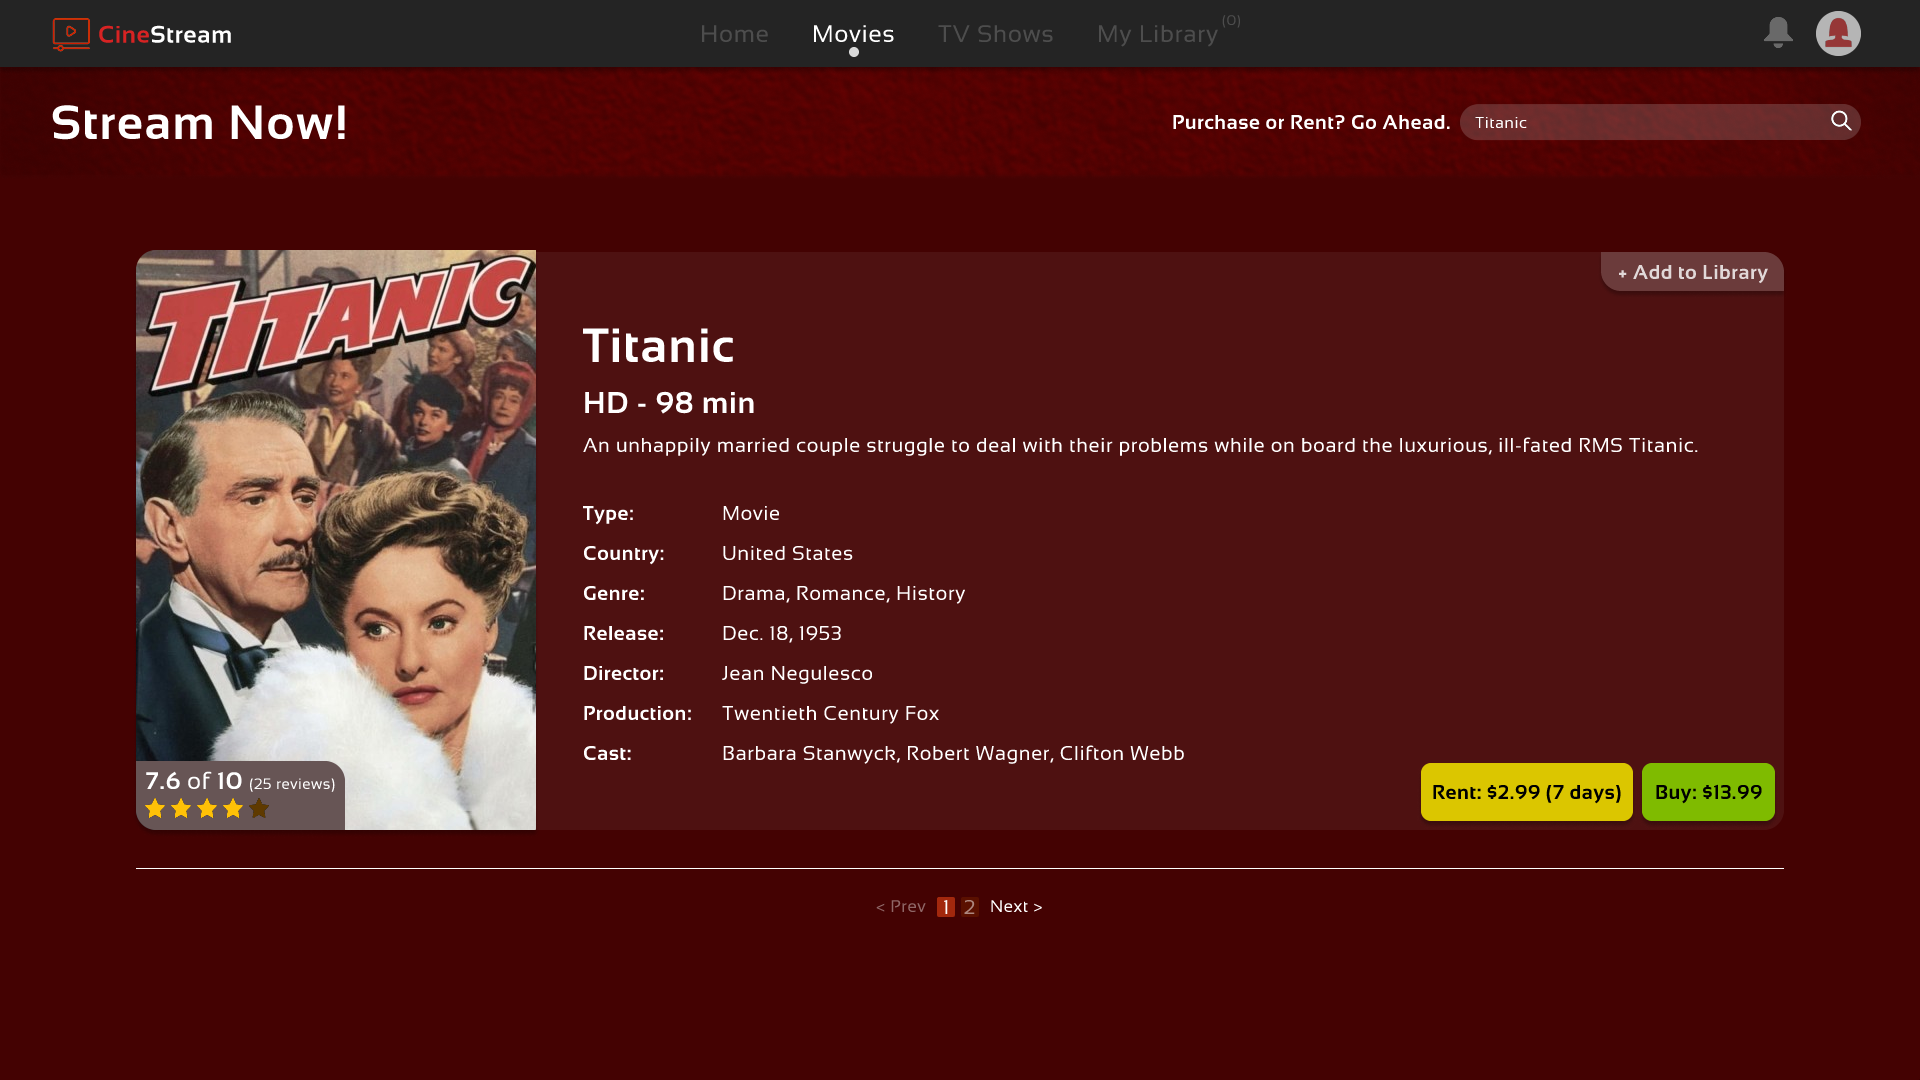 CineStream
Home
Movies
TV Shows
My Library (0)
Stream Now!
Purchase or Rent? Go Ahead.
Titanic
TITANIC
+ Add to Library
Titanic
HD - 98 min
An unhappily married couple struggle to deal with their problems while on board the luxurious, ill-fated RMS Titanic.
Type: Movie
Country: United States
Genre: Drama, Romance, History
Release: Dec. 18, 1953
Director: Jean Negulesco
Production: Twentieth Century Fox
Cast: Barbara Stanwyck, Robert Wagner, Clifton Webb
7.6 of 10 (25 reviews)
Rent: $2.99 (7 days)
Buy: $13.99
< Prev 1 2 Next >